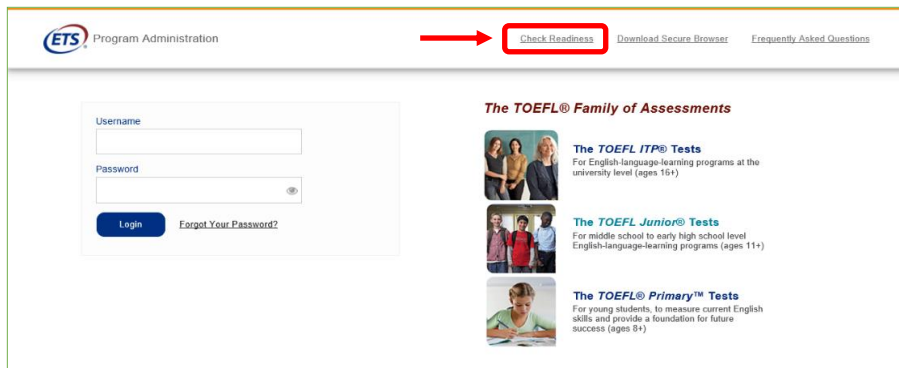 ETS® Program Administration
Check Readiness
Download Secure Browser
Frequently Asked Questions
Username
Password
Login
Forgot Your Password?
The TOEFL® Family of Assessments
The TOEFL ITP® Tests
For English-language-learning programs at the
university level (ages 16+)
The TOEFL Junior® Tests
For middle school to early high school level
English-language-learning programs (ages 11+)
The TOEFL® Primary™ Tests
For young students, to measure current English
skills and provide a foundation for future
success (ages 8+)